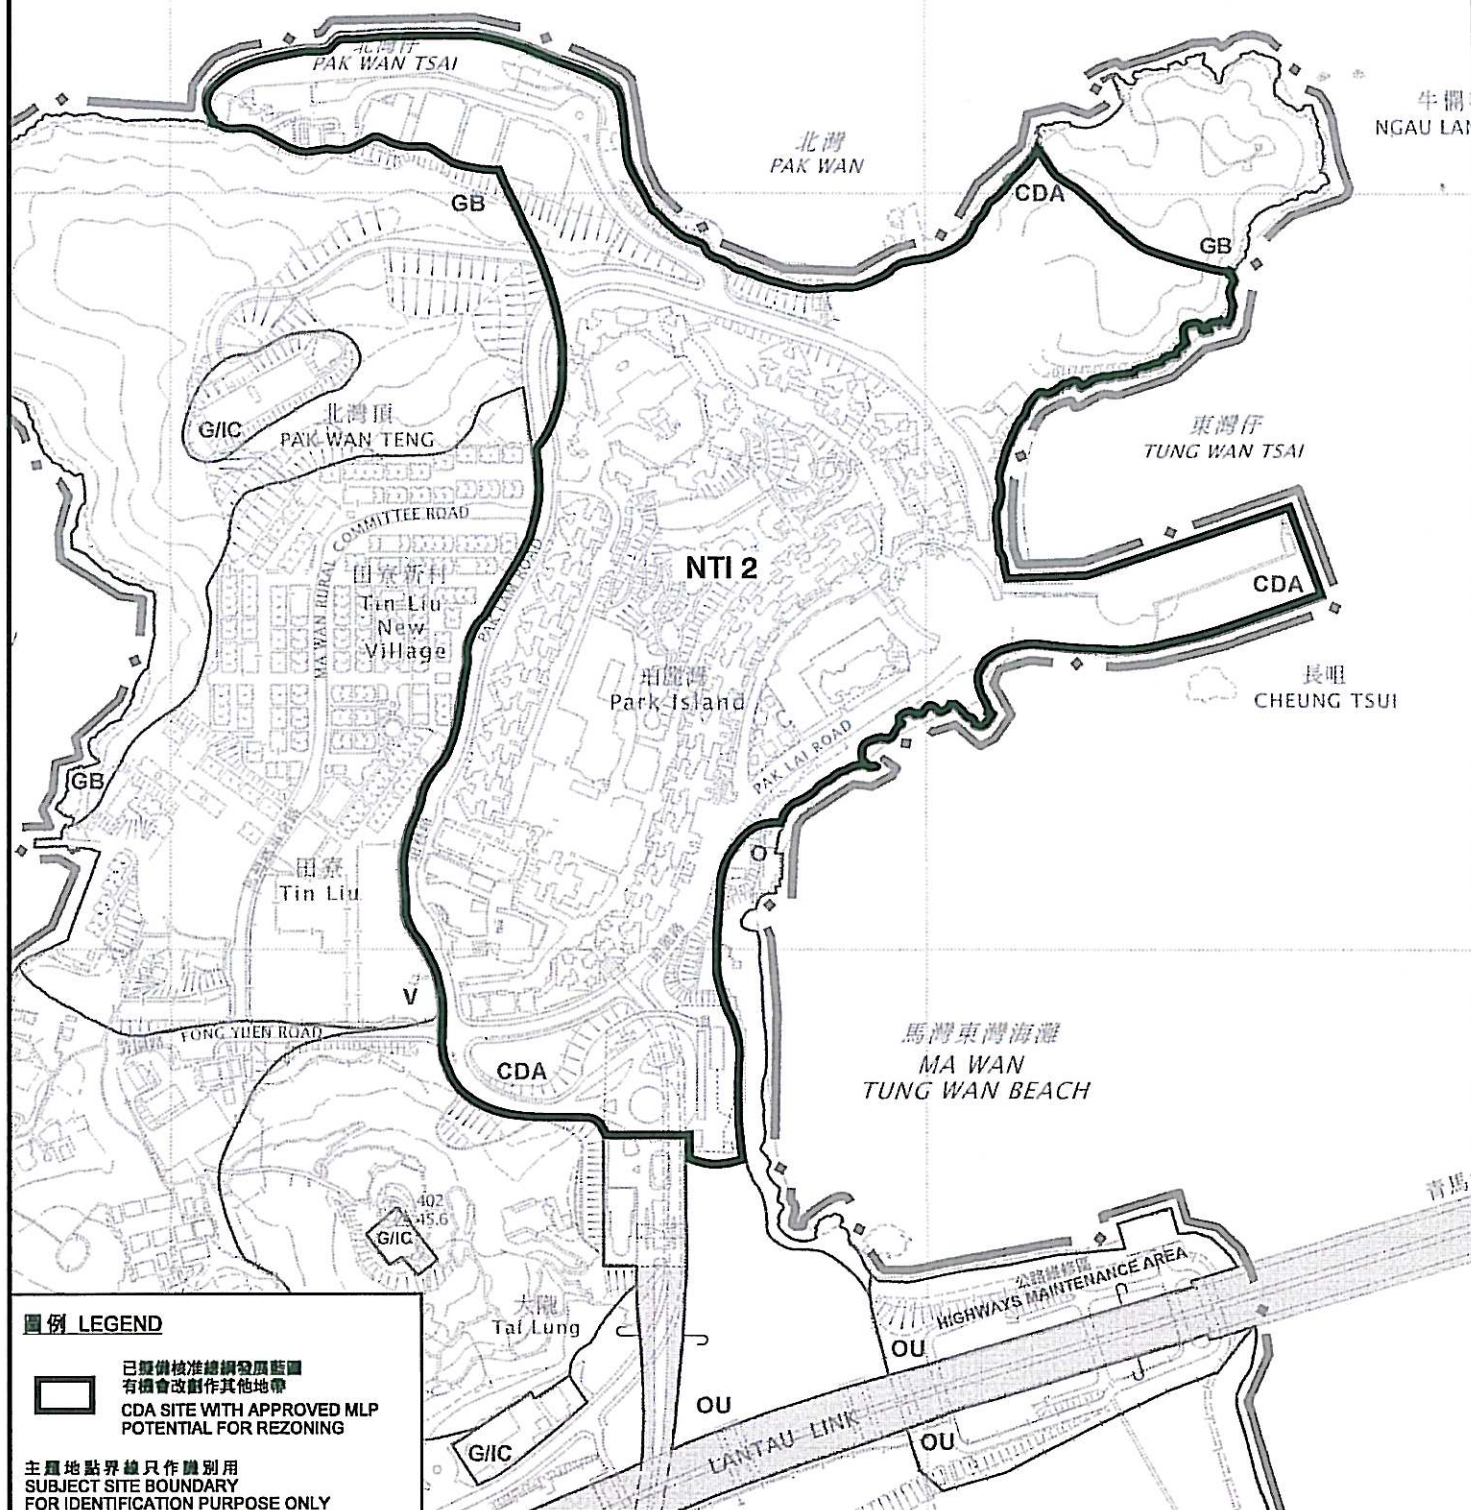 北灣仔
PAK WAN TSAI
北灣
PAK WAN
NGAU LAN
CDA
GB
GB
東灣仔
TUNG WAN TSAI
G/IC
北灣頂
PAK WAN TENG
MA WAN RURAL COMMITTEE ROAD
田寮新村
Tin Liu
New
Village
PAK LAI ROAD
NTI 2
CDA
長咀
CHEUNG TSUI
珀麗灣
Park Island
PAK LAI ROAD
GB
O
田寮
Tin Liu
V
FONG YUEN ROAD
CDA
馬灣東灣海灘
MA WAN
TUNG WAN BEACH
402
45.6
G/IC
青馬
公路維修區
HIGHWAYS MAINTENANCE AREA
大隴
Tai Lung
OU
OU
OU
LANTAU LINK
G/IC
圖例 LEGEND
已擬備核准總綱發展藍圖
有機會改劃作其他地帶
CDA SITE WITH APPROVED MLP
POTENTIAL FOR REZONING
主題地點界線只作識別用
SUBJECT SITE BOUNDARY
FOR IDENTIFICATION PURPOSE ONLY